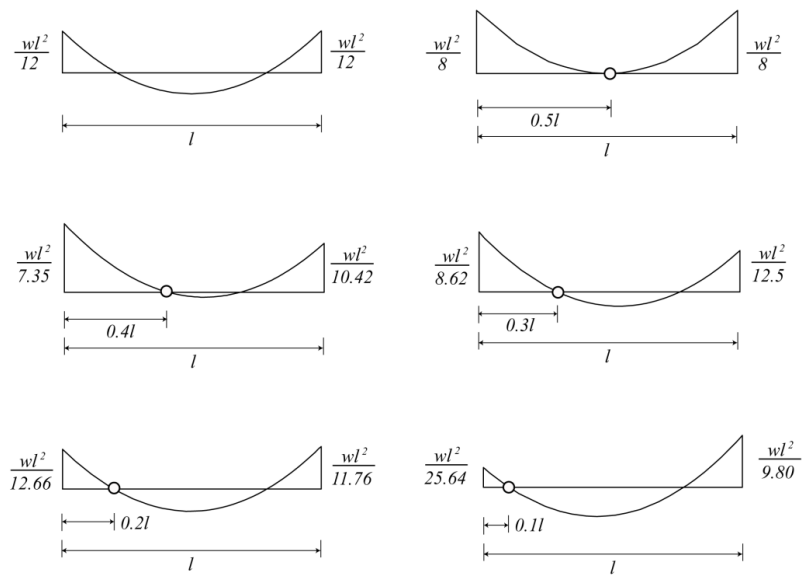 wl²/12
wl²/12
l
wl²/8
wl²/8
0.5l
l
wl²/7.35
wl²/10.42
0.4l
l
wl²/8.62
wl²/12.5
0.3l
l
wl²/12.66
wl²/11.76
0.2l
l
wl²/25.64
wl²/9.80
0.1l
l